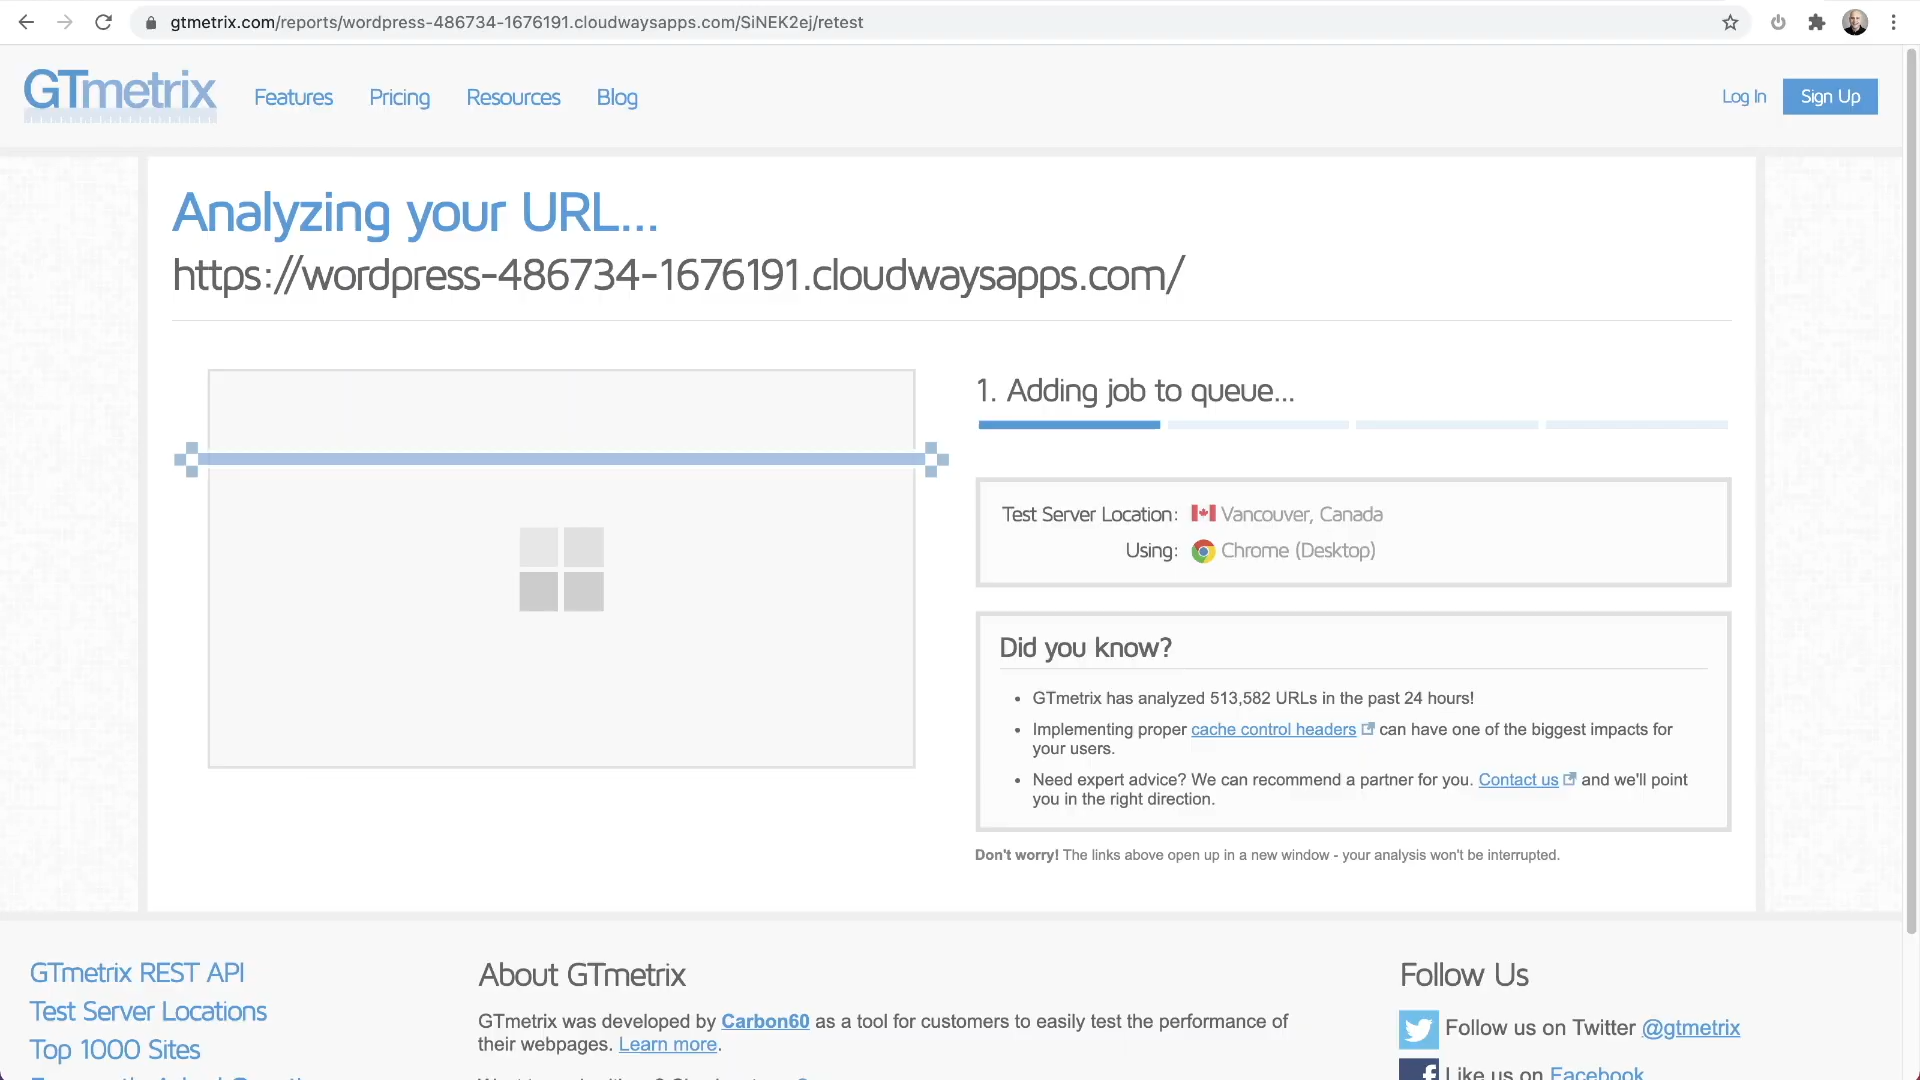 gtmetrix.com/reports/wordpress-486734-1676191.cloudwaysapps.com/SiNEK2ej/retest
GTmetrix
Features Pricing Resources Blog
Log In Sign Up
Analyzing your URL...
https://wordpress-486734-1676191.cloudwaysapps.com/
1. Adding job to queue...
Test Server Location: Vancouver, Canada
Using: Chrome (Desktop)
Did you know?
• GTmetrix has analyzed 513,582 URLs in the past 24 hours!
• Implementing proper cache control headers can have one of the biggest impacts for
your users.
• Need expert advice? We can recommend a partner for you. Contact us and we'll point
you in the right direction.
Don't worry! The links above open up in a new window - your analysis won't be interrupted.
GTmetrix REST API
Test Server Locations
Top 1000 Sites
About GTmetrix
GTmetrix was developed by Carbon60 as a tool for customers to easily test the performance of
their webpages. Learn more.
Follow Us
Follow us on Twitter @gtmetrix
Like us on Facebook